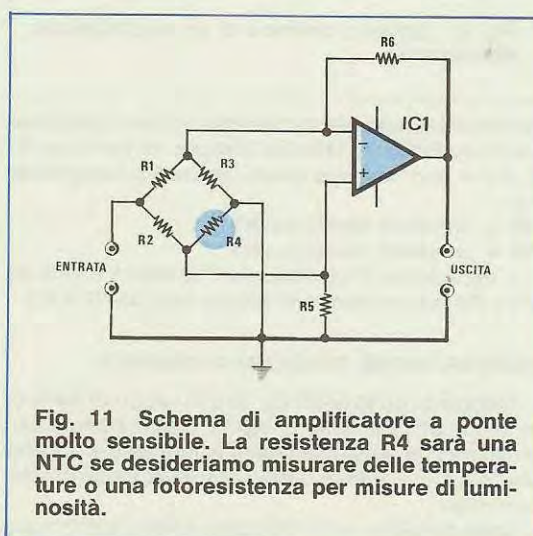 R6
IC1
R1
R3
R2
R4
ENTRATA
USCITA
R5
Fig. 11 Schema di amplificatore a ponte
molto sensibile. La resistenza R4 sarà una
NTC se desideriamo misurare delle tempera-
ture o una fotoresistenza per misure di lumi-
nosità.